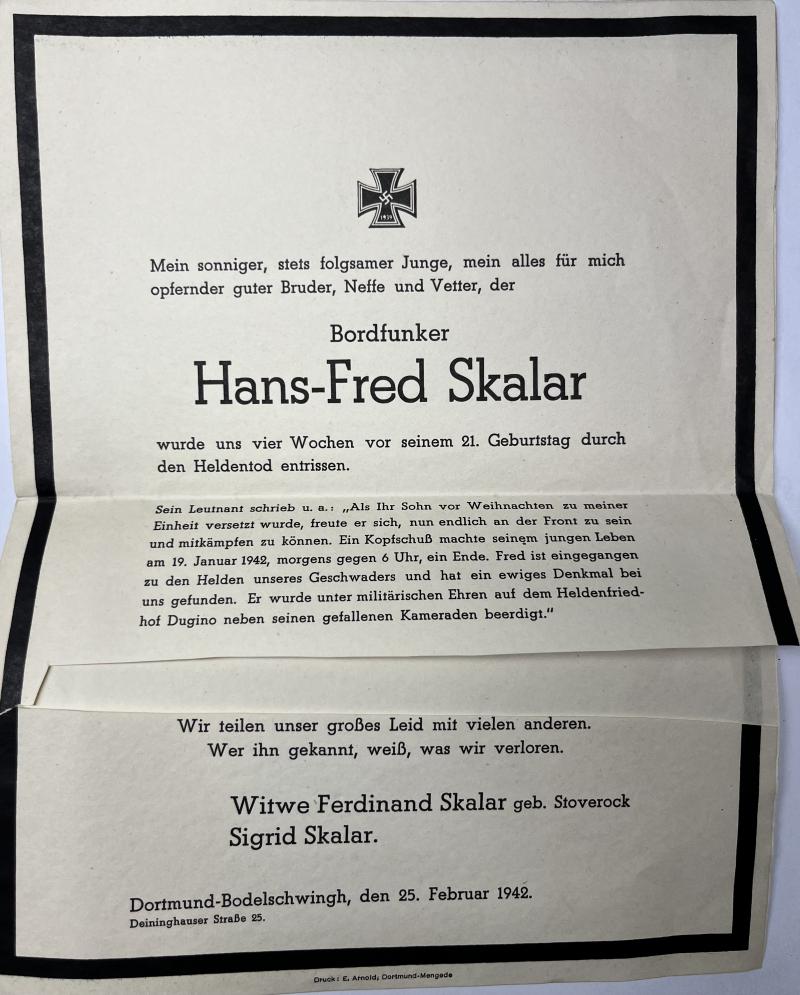 1939
Mein sonniger, stets folgsamer Junge, mein alles für mich
opfernder guter Bruder, Neffe und Vetter, der
Bordfunker
Hans-Fred Skalar
wurde uns vier Wochen vor seinem 21. Geburtstag durch
den Heldentod entrissen.
Sein Leutnant schrieb u. a.: „Als Ihr Sohn vor Weihnachten zu meiner
Einheit versetzt wurde, freute er sich, nun endlich an der Front zu sein
und mitkämpfen zu können. Ein Kopfschuß machte seinem jungen Leben
am 19. Januar 1942, morgens gegen 6 Uhr, ein Ende. Fred ist eingegangen
zu den Helden unseres Geschwaders und hat ein ewiges Denkmal bei
uns gefunden. Er wurde unter militärischen Ehren auf dem Heldenfried-
hof Dugino neben seinen gefallenen Kameraden beerdigt.“
Wir teilen unser großes Leid mit vielen anderen.
Wer ihn gekannt, weiß, was wir verloren.
Witwe Ferdinand Skalar geb. Stoverock
Sigrid Skalar.
Dortmund-Bodelschwingh, den 25. Februar 1942.
Deininghauser Straße 25.
Druck: E. Arnold, Dortmund-Mengede